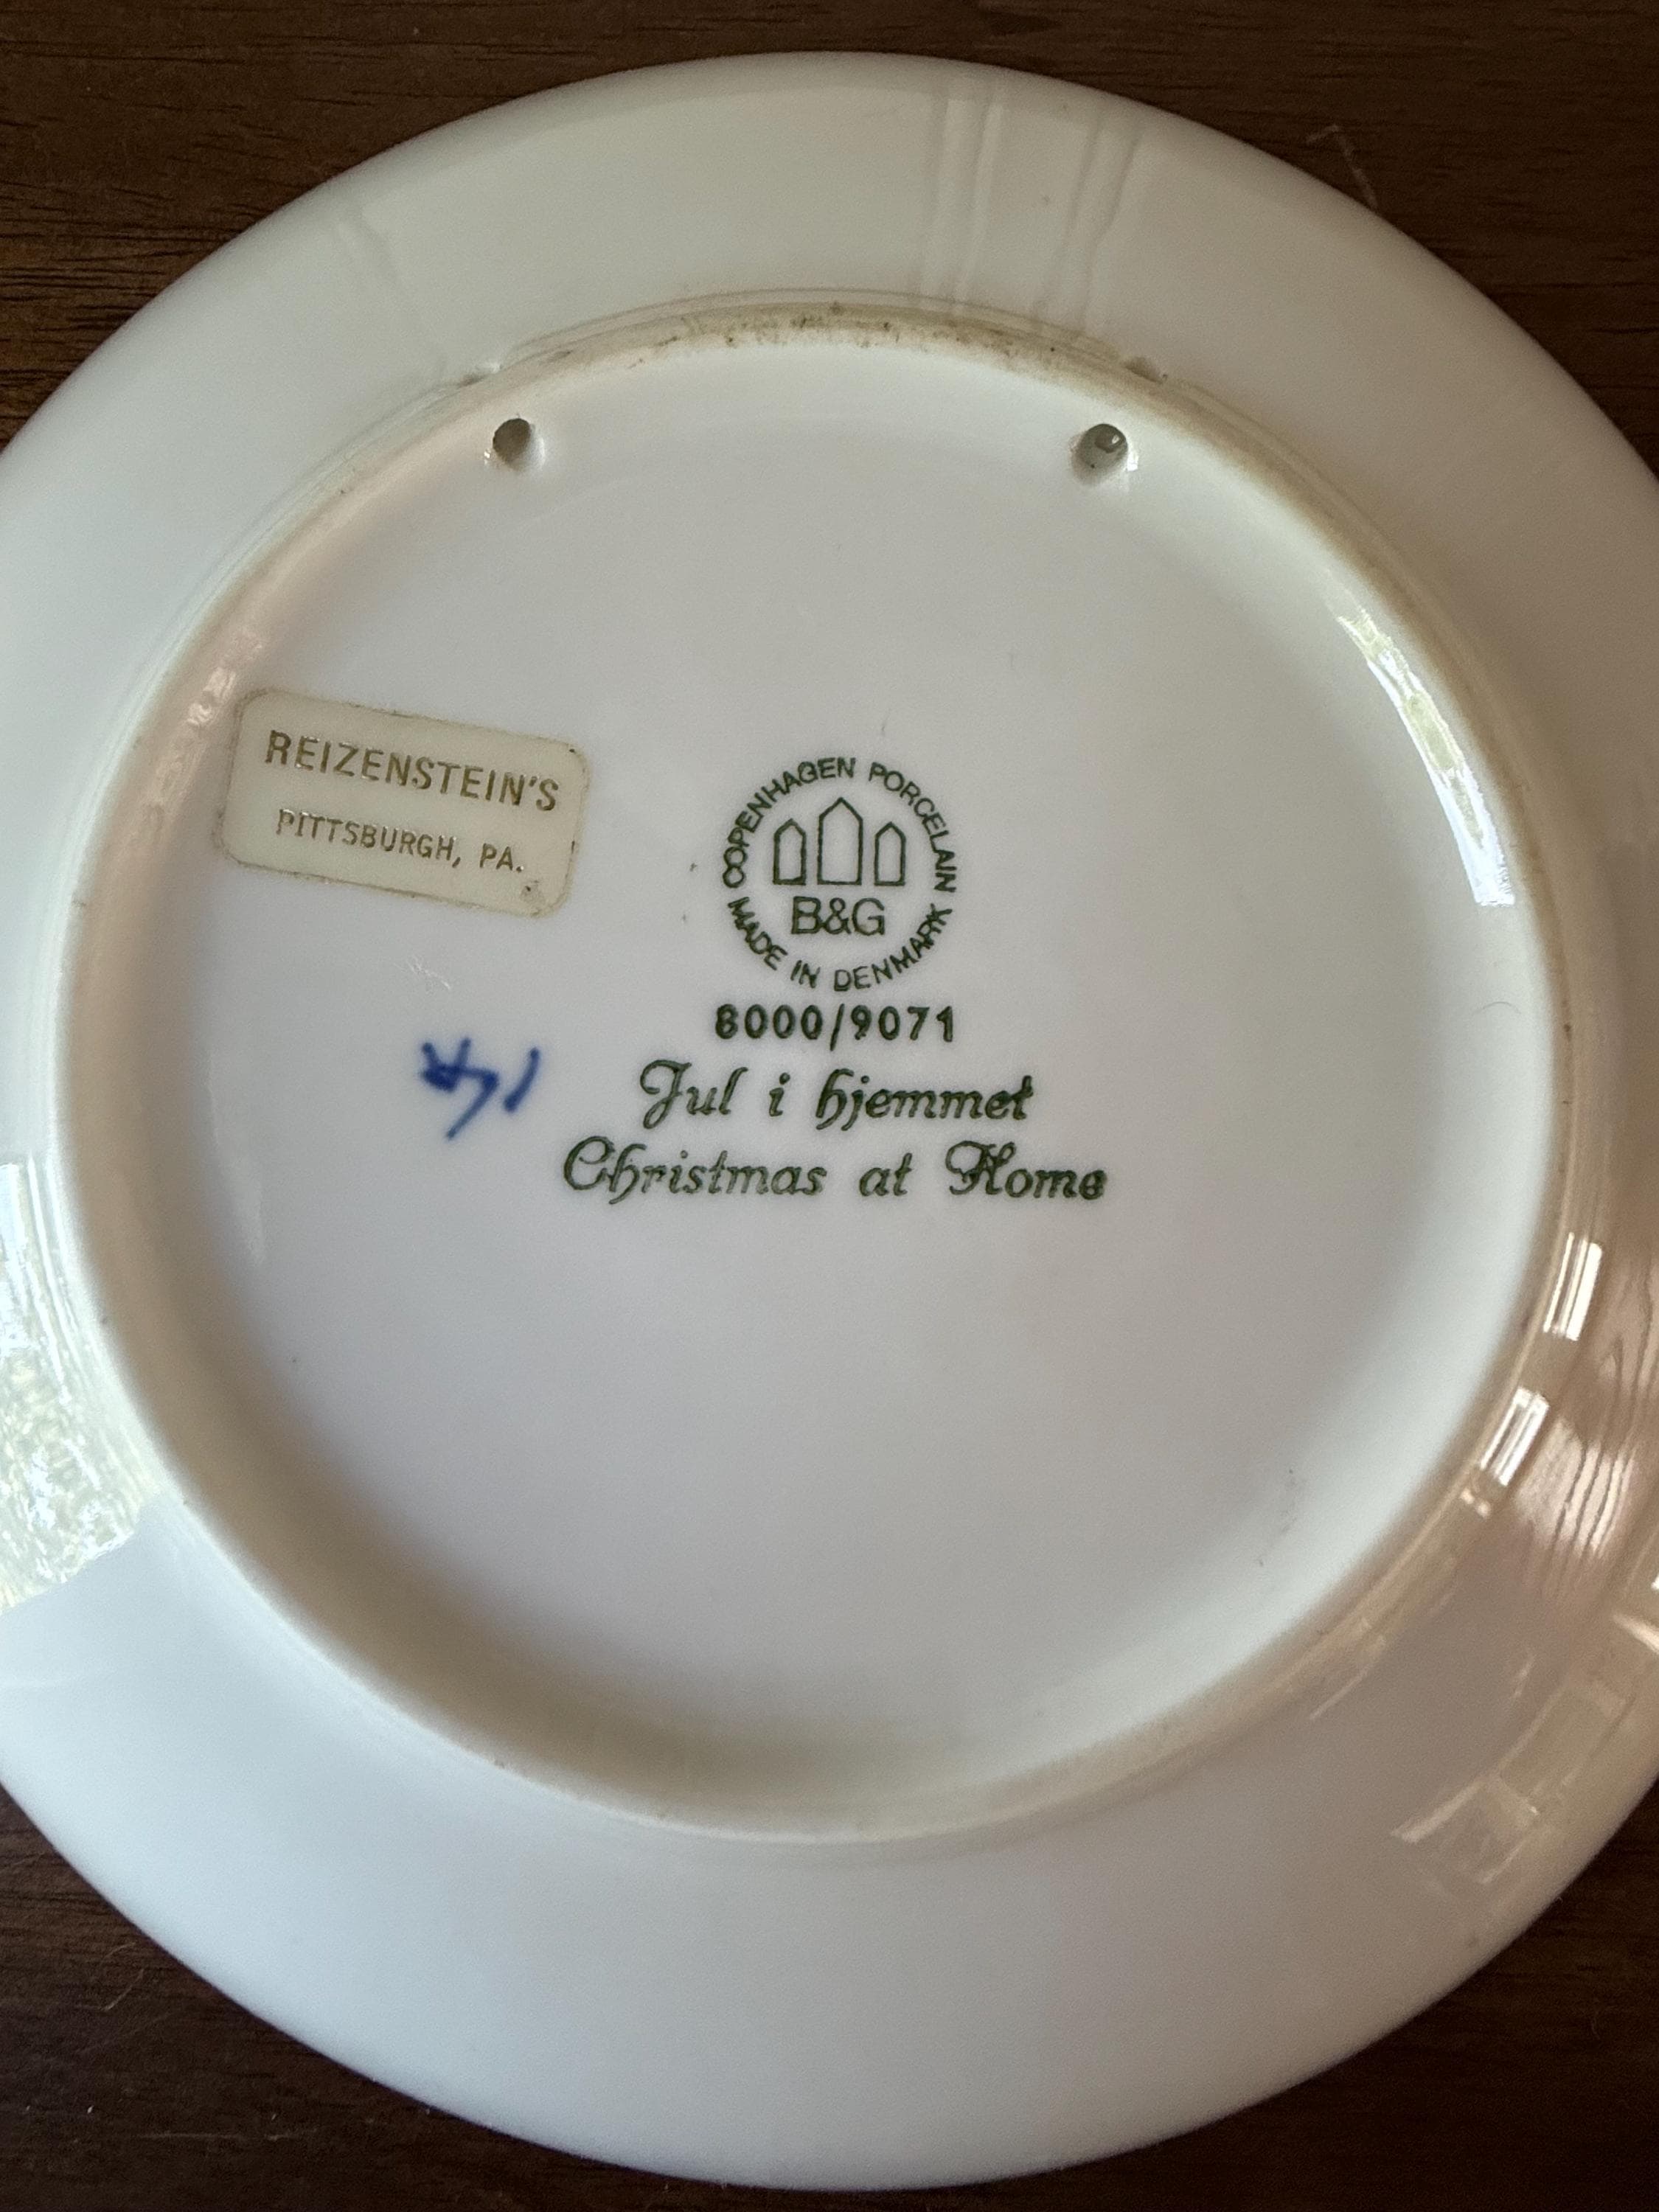 REIZENSTEIN'S
PITTSBURGH, PA.
COPENHAGEN PORCELAIN
B&G
MADE IN DENMARK
8000/9071
Jul i hjemmet
Christmas at Home